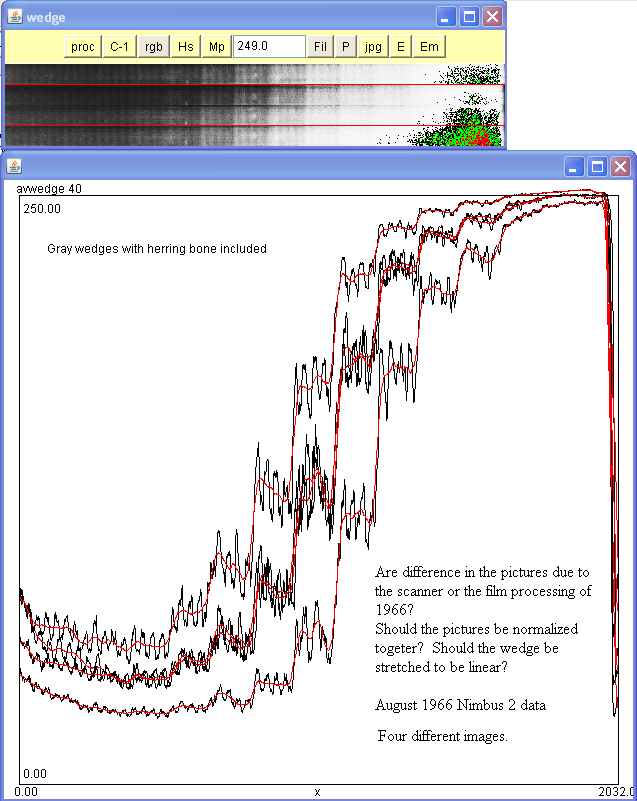 wedge
proc C-1 rgb Hs Mp 249.0 Fil P jpg E Em
avwedge 40
250.00
Gray wedges with herring bone included
Are difference in the pictures due to
the scanner or the film processing of
1966?
Should the pictures be normalized
togeter? Should the wedge be
stretched to be linear?
August 1966 Nimbus 2 data
Four different images.
0.00
0.00 x 2032.0